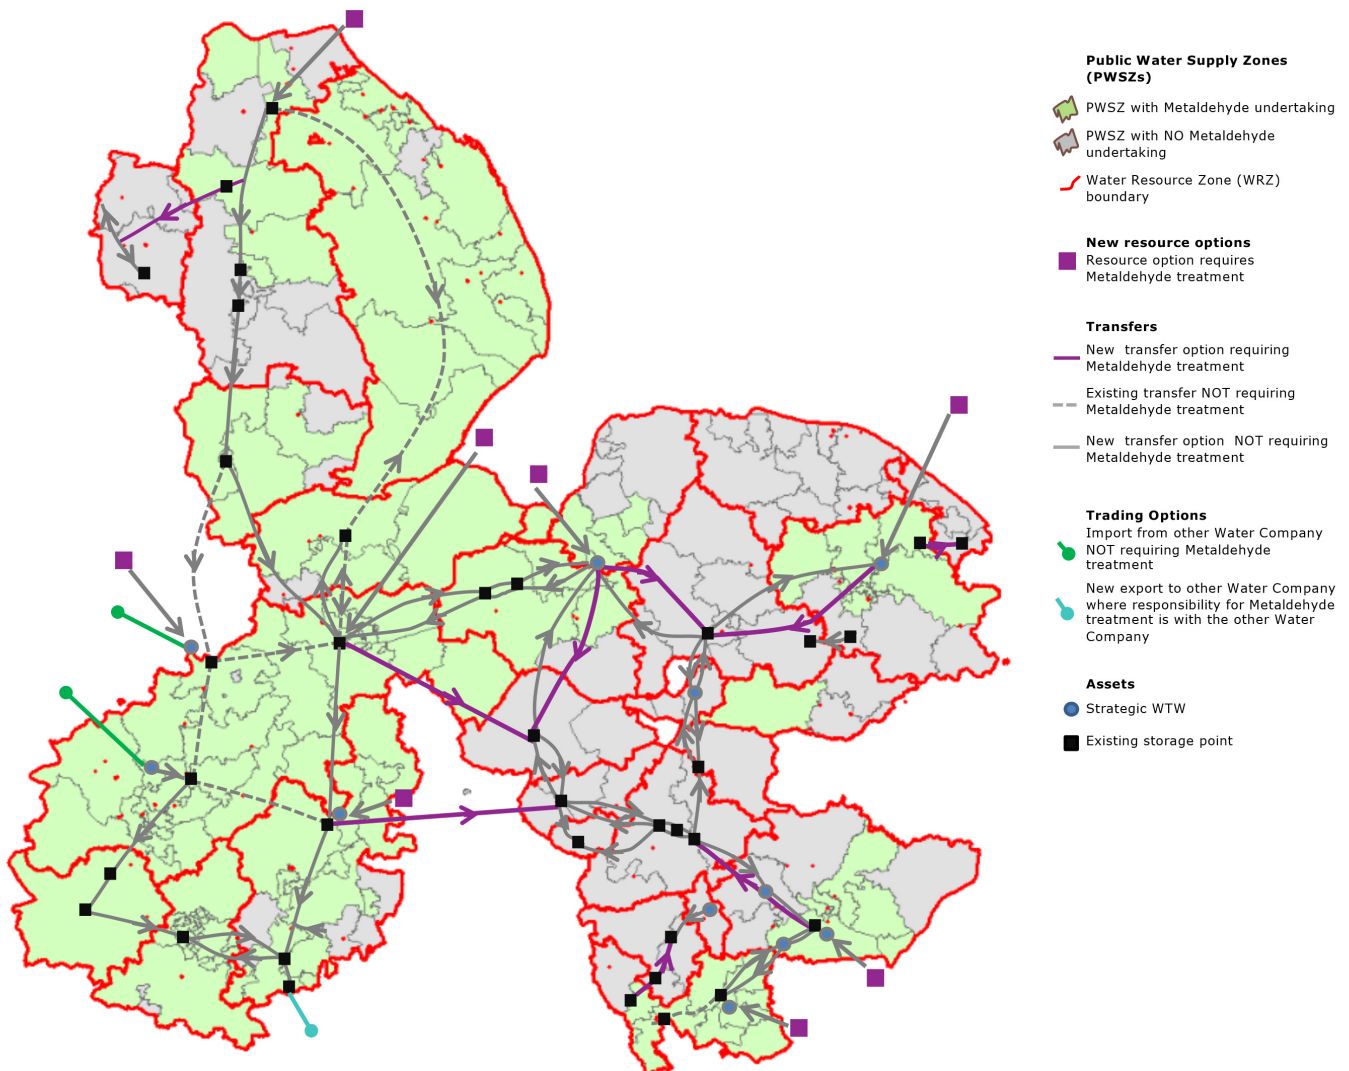 Public Water Supply Zones
(PWSZs)
PWSZ with Metaldehyde undertaking
PWSZ with NO Metaldehyde
undertaking
Water Resource Zone (WRZ)
boundary
New resource options
Resource option requires
Metaldehyde treatment
Transfers
New transfer option requiring
Metaldehyde treatment
Existing transfer NOT requiring
Metaldehyde treatment
New transfer option NOT requiring
Metaldehyde treatment
Trading Options
Import from other Water Company
NOT requiring Metaldehyde
treatment
New export to other Water Company
where responsibility for Metaldehyde
treatment is with the other Water
Company
Assets
Strategic WTW
Existing storage point